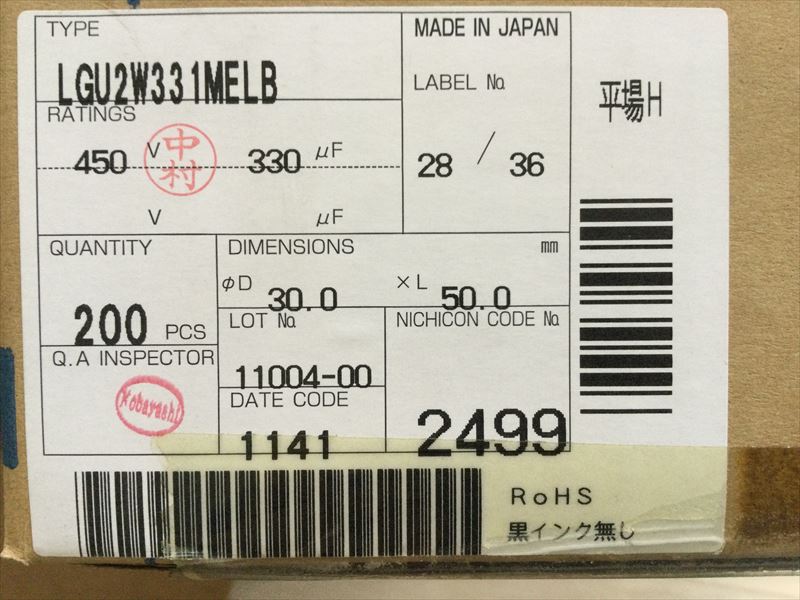 TYPE
LGU2W331MELB
MADE IN JAPAN
LABEL No
28 / 36
平場H
RATINGS
450 V 330 μF
中村
V μF
QUANTITY
200 PCS
DIMENSIONS mm
φD 30.0 ×L 50.0
LOT No
11004-00
NICHICON CODE No
2499
Q.A INSPECTOR
Kobayashi
DATE CODE
1141
RoHS
黒インク無し